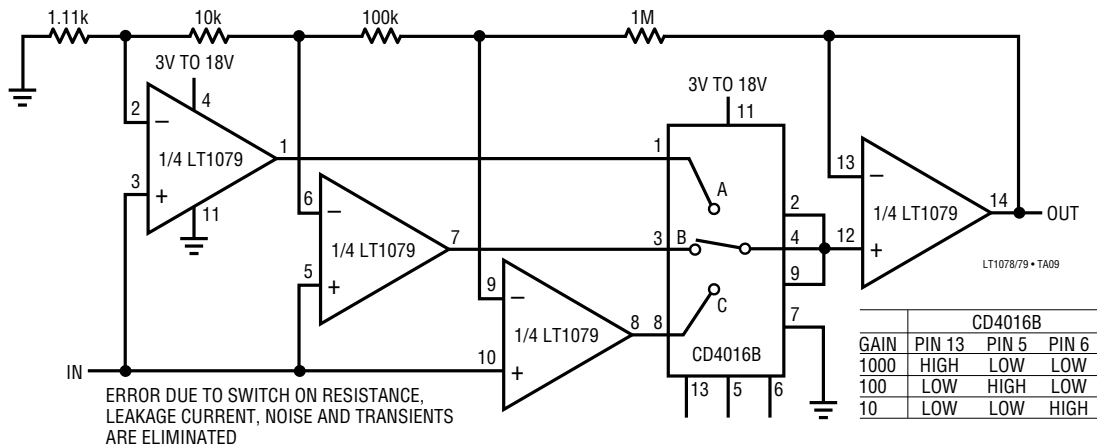 1.11k 10k 100k 1M
3V TO 18V
4
2
1/4 LT1079
1
3
11
3V TO 18V
11
1
A
6
1/4 LT1079
7
5
3 B
2
4
9
13
1/4 LT1079
14 OUT
12
LT1078/79 • TA09
9
1/4 LT1079
8 8
C
10
7
CD4016B
13 5 6
IN
ERROR DUE TO SWITCH ON RESISTANCE,
LEAKAGE CURRENT, NOISE AND TRANSIENTS
ARE ELIMINATED
CD4016B
GAIN PIN 13 PIN 5 PIN 6
1000 HIGH LOW LOW
100 LOW HIGH LOW
10 LOW LOW HIGH